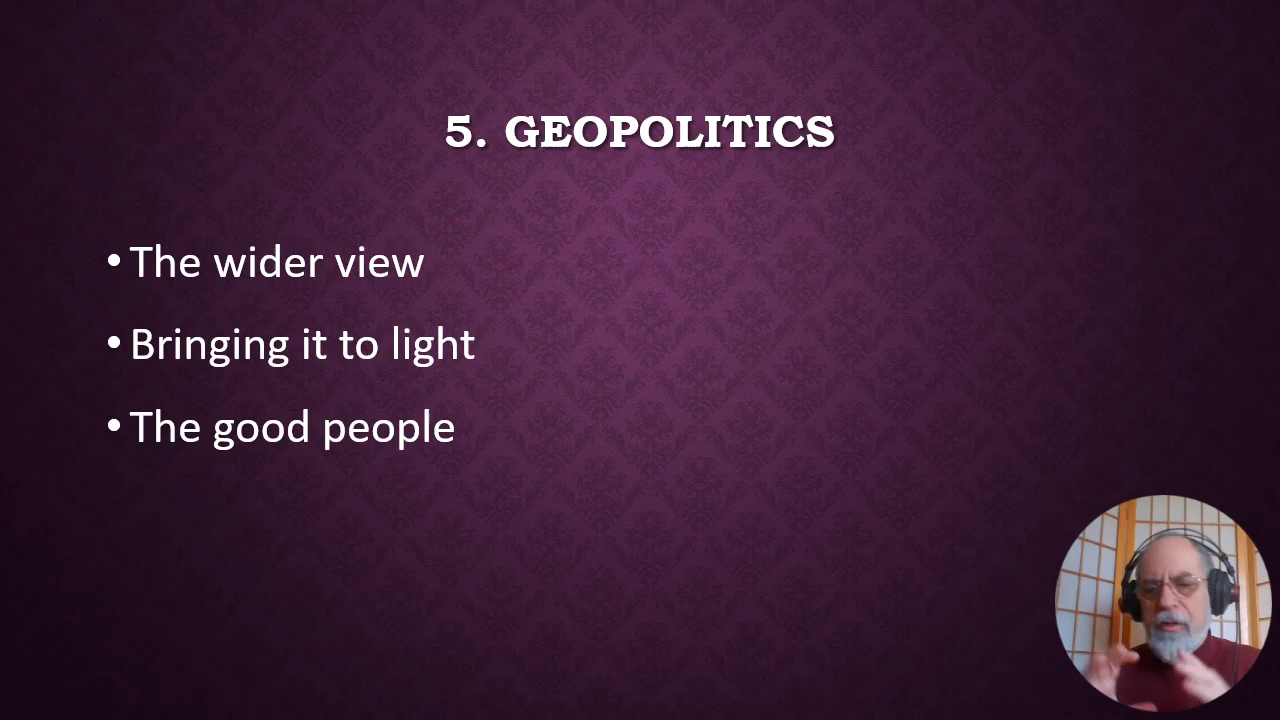 5. GEOPOLITICS
• The wider view
• Bringing it to light
• The good people